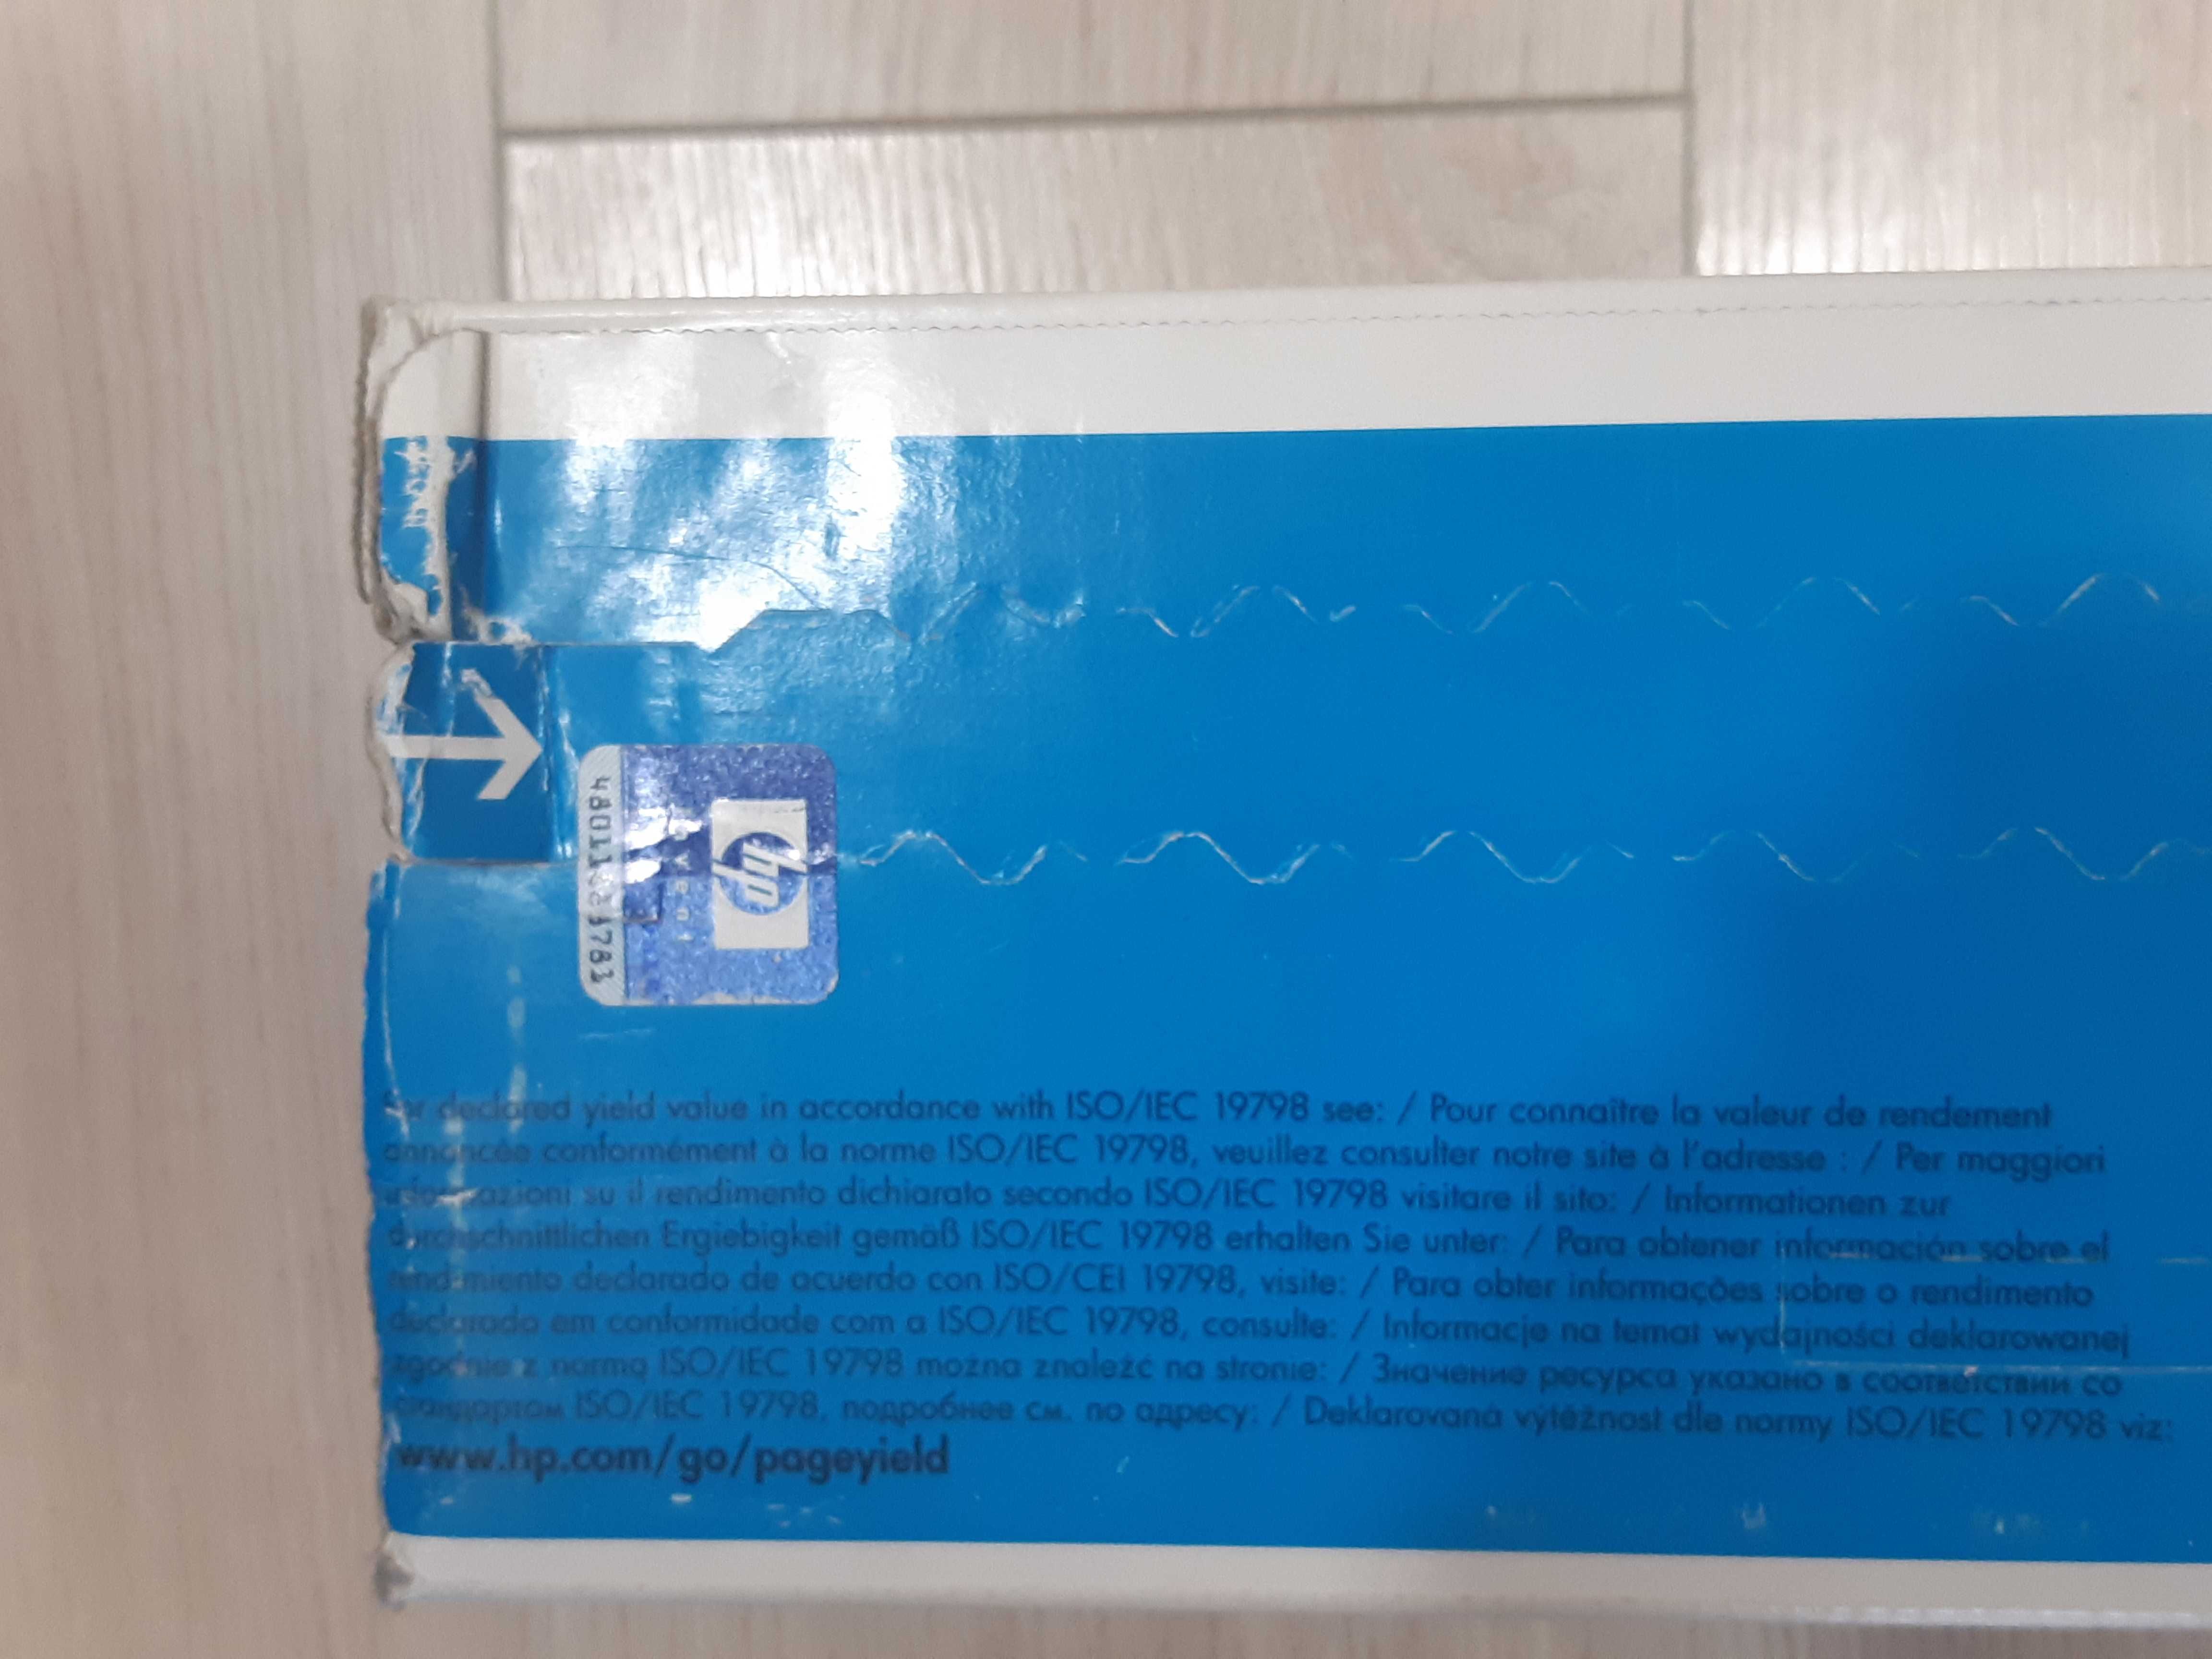 hp
invent
For declared yield value in accordance with ISO/IEC 19798 see: / Pour connaître la valeur de rendement
annoncée conformément à la norme ISO/IEC 19798, veuillez consulter notre site à l'adresse : / Per maggiori
informazioni su il rendimento dichiarato secondo ISO/IEC 19798 visitare il sito: / Informationen zur
durchschnittlichen Ergiebigkeit gemäß ISO/IEC 19798 erhalten Sie unter: / Para obtener información sobre el
rendimiento declarado de acuerdo con ISO/CEI 19798, visite: / Para obter informações sobre o rendimento
declarado em conformidade com a ISO/IEC 19798, consulte: / Informacje na temat wydajności deklarowanej
zgodnie z normą ISO/IEC 19798 można znaleźć na stronie: / Значение ресурса указано в соответствии со
стандартом ISO/IEC 19798, подробнее см. по адресу: / Deklarovaná výtěžnost dle normy ISO/IEC 19798 viz:
www.hp.com/go/pageyield